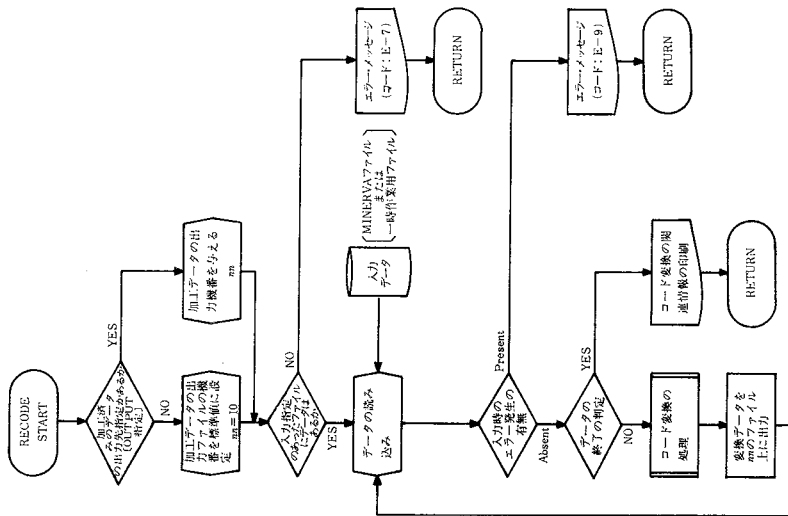 RECODE
START
加工済
みのデータ
の出力先指定があるか
(OUTPUT
指定)
YES
NO
加工データの出
力機番を与える
nn
加工データの出
力ファイルの機
番を標準値に設
定
nn=10
入力指定
のあったファイル
にデータは
あるか
NO
YES
エラー・メッセージ
(コード:E-7)
RETURN
MINERVAファイル
または
一時作業用ファイル
入力
データ
データの読み
込み
入力時の
エラー発生の
有無
Present
Absent
エラー・メッセージ
(コード:E-9)
RETURN
データの
終了の判定
YES
NO
コード変換の関
連情報の印刷
RETURN
コード変換の
処理
変換データを
nnのファイル
上に出力